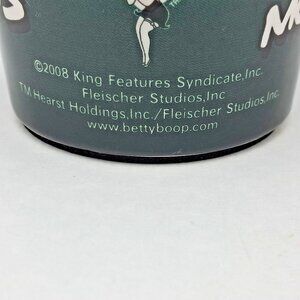 ©2008 King Features Syndicate, Inc.
Fleischer Studios, Inc
TM Hearst Holdings, Inc./Fleischer Studios, Inc.
www.bettyboop.com